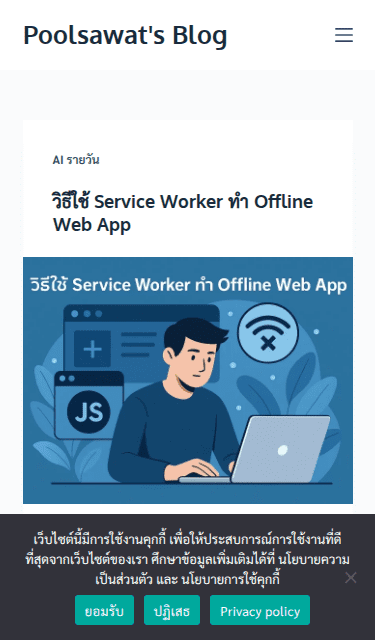 Poolsawat's Blog
AI รายวัน
วิธีใช้ Service Worker ทำ Offline
Web App
วิธีใช้ Service Worker ทำ Offline Web App
JS
เว็บไซต์นี้มีการใช้งานคุกกี้ เพื่อให้ประสบการณ์การใช้งานที่ดี
ที่สุดจากเว็บไซต์ของเรา ศึกษาข้อมูลเพิ่มเติมได้ที่ นโยบายความ
เป็นส่วนตัว และ นโยบายการใช้คุกกี้
ยอมรับ ปฏิเสธ Privacy policy